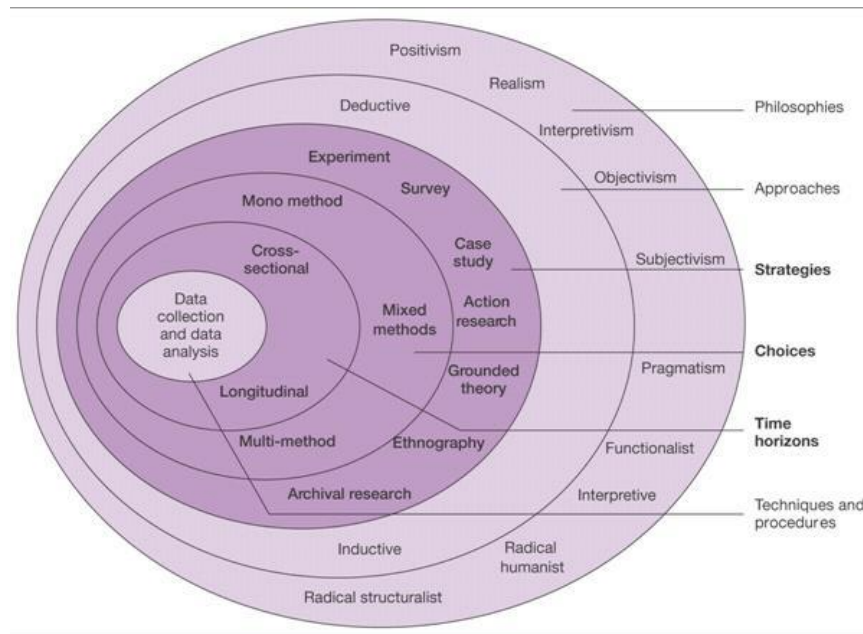 Positivism
Realism
Philosophies
Deductive
Interpretivism
Experiment
Objectivism
Approaches
Survey
Mono method
Case
study
Subjectivism
Strategies
Cross-
sectional
Data
collection
and data
analysis
Mixed
methods
Action
research
Choices
Pragmatism
Grounded
theory
Longitudinal
Time
horizons
Multi-method
Ethnography
Functionalist
Archival research
Interpretive
Techniques and
procedures
Inductive
Radical
humanist
Radical structuralist